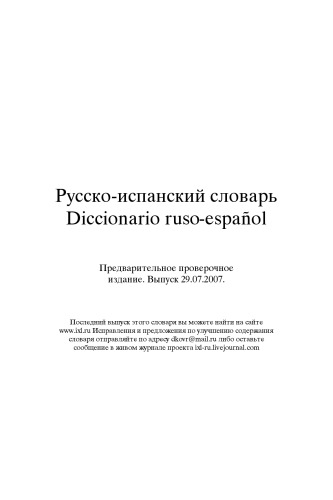 Русско-испанский словарь
Diccionario ruso-español
Предварительное проверочное
издание. Выпуск 29.07.2007.
Последний выпуск этого словаря вы можете найти на сайте
www.ixl.ru Исправления и предложения по улучшению содержания
словаря отправляйте по адресу dkovr@mail.ru либо оставьте
сообщение в живом журнале проекта ixl-ru.livejournal.com